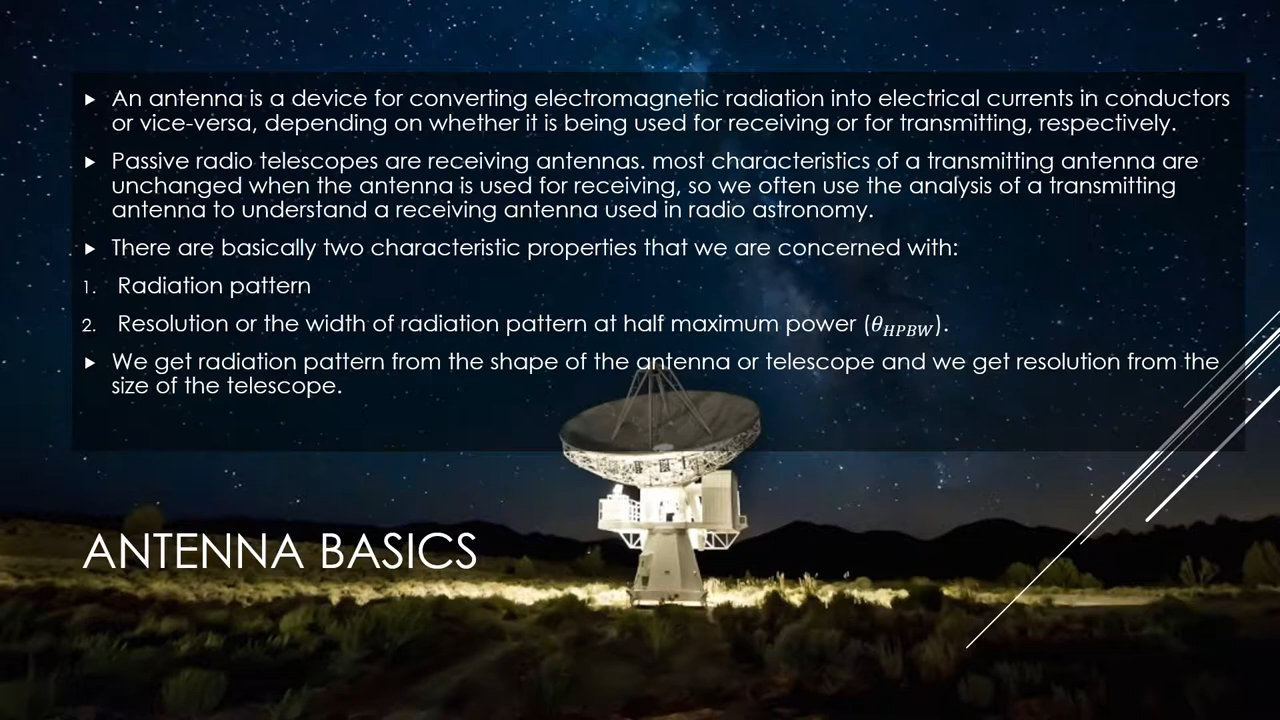 An antenna is a device for converting electromagnetic radiation into electrical currents in conductors
or vice-versa, depending on whether it is being used for receiving or for transmitting, respectively.
Passive radio telescopes are receiving antennas. most characteristics of a transmitting antenna are
unchanged when the antenna is used for receiving, so we often use the analysis of a transmitting
antenna to understand a receiving antenna used in radio astronomy.
There are basically two characteristic properties that we are concerned with:
1. Radiation pattern
2. Resolution or the width of radiation pattern at half maximum power (θ_HPBW).
We get radiation pattern from the shape of the antenna or telescope and we get resolution from the
size of the telescope.
ANTENNA BASICS